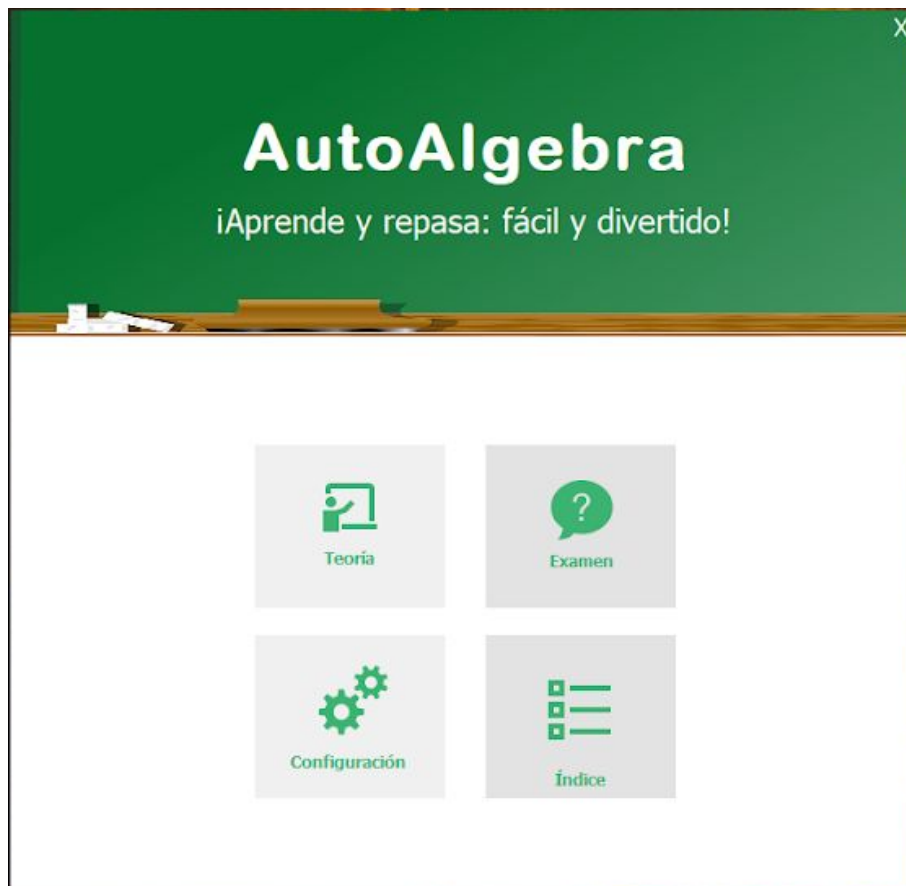 X
AutoAlgebra
¡Aprende y repasa: fácil y divertido!
?
Teoría
Examen
Configuración
Índice